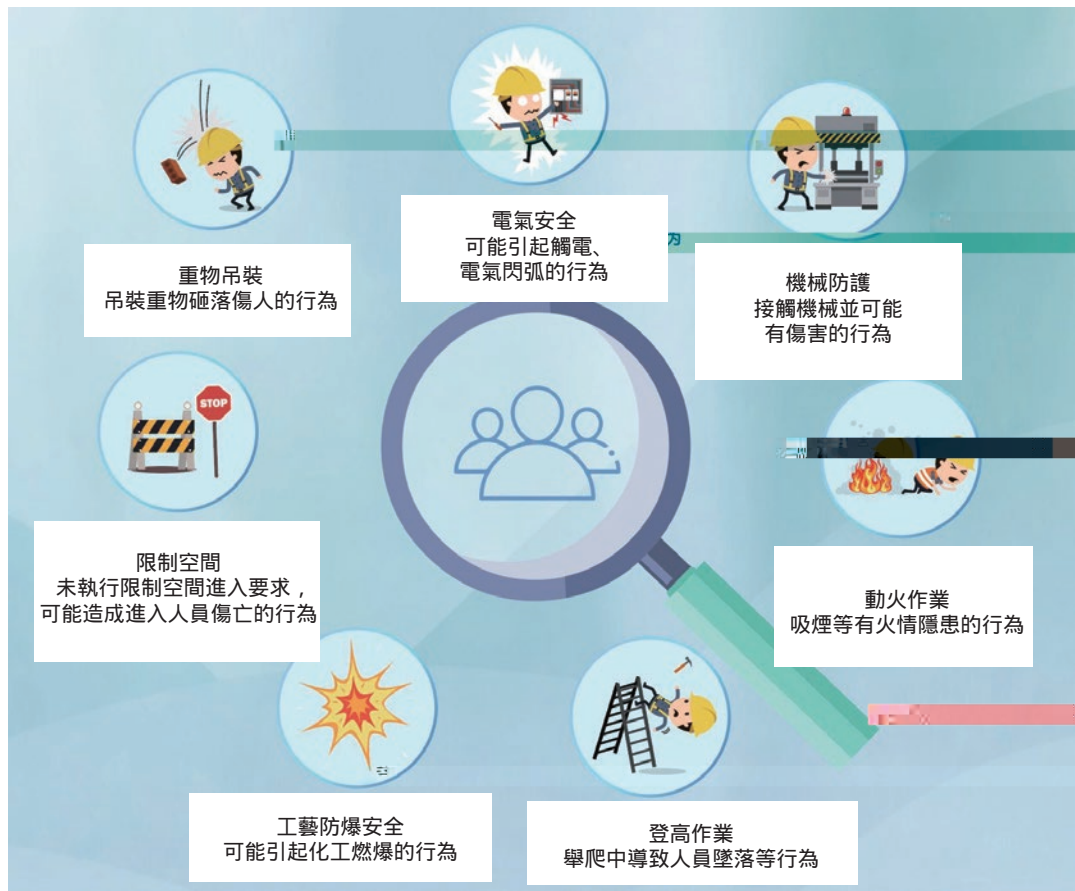 電氣安全
可能引起觸電、
電氣閃弧的行為
重物吊裝
吊裝重物砸落傷人的行為
機械防護
接觸機械並可能
有傷害的行為
STOP
限制空間
未執行限制空間進入要求，
可能造成進入人員傷亡的行為
動火作業
吸煙等有火情隱患的行為
工藝防爆安全
可能引起化工燃爆的行為
登高作業
舉爬中導致人員墜落等行為